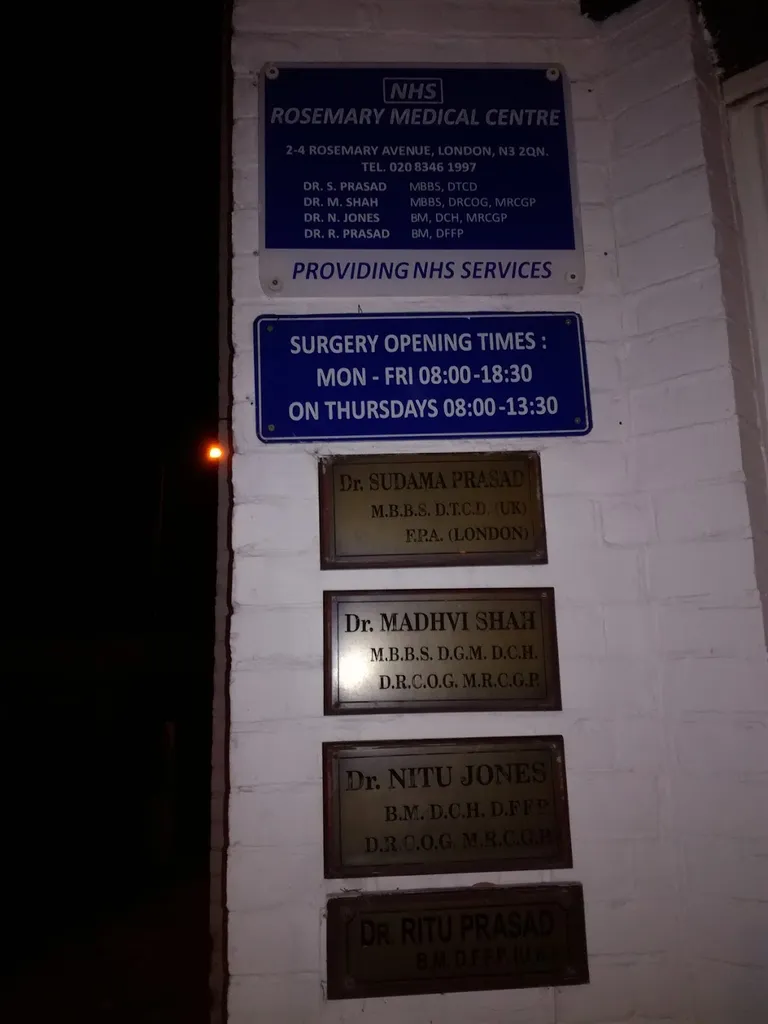 NHS
ROSEMARY MEDICAL CENTRE
2-4 ROSEMARY AVENUE, LONDON, N3 2QN.
TEL. 020 8346 1997
DR. S. PRASAD MBBS, DTCD
DR. M. SHAH MBBS, DRCOG, MRCGP
DR. N. JONES BM, DCH, MRCGP
DR. R. PRASAD BM, DFFP
PROVIDING NHS SERVICES
SURGERY OPENING TIMES :
MON - FRI 08:00-18:30
ON THURSDAYS 08:00-13:30
Dr. SUDAMA PRASAD
M.B.B.S. D.T.C.D. (UK)
F.P.A. (LONDON)
Dr. MADHVI SHAH
M.B.B.S. D.G.M. D.C.H.
D.R.C.O.G. M.R.C.G.P.
Dr. NITU JONES
B.M. D.C.H. D.F.F.P.
D.R.C.O.G. M.R.C.G.P.
Dr. RITU PRASAD
B.M. D.F.F.P.